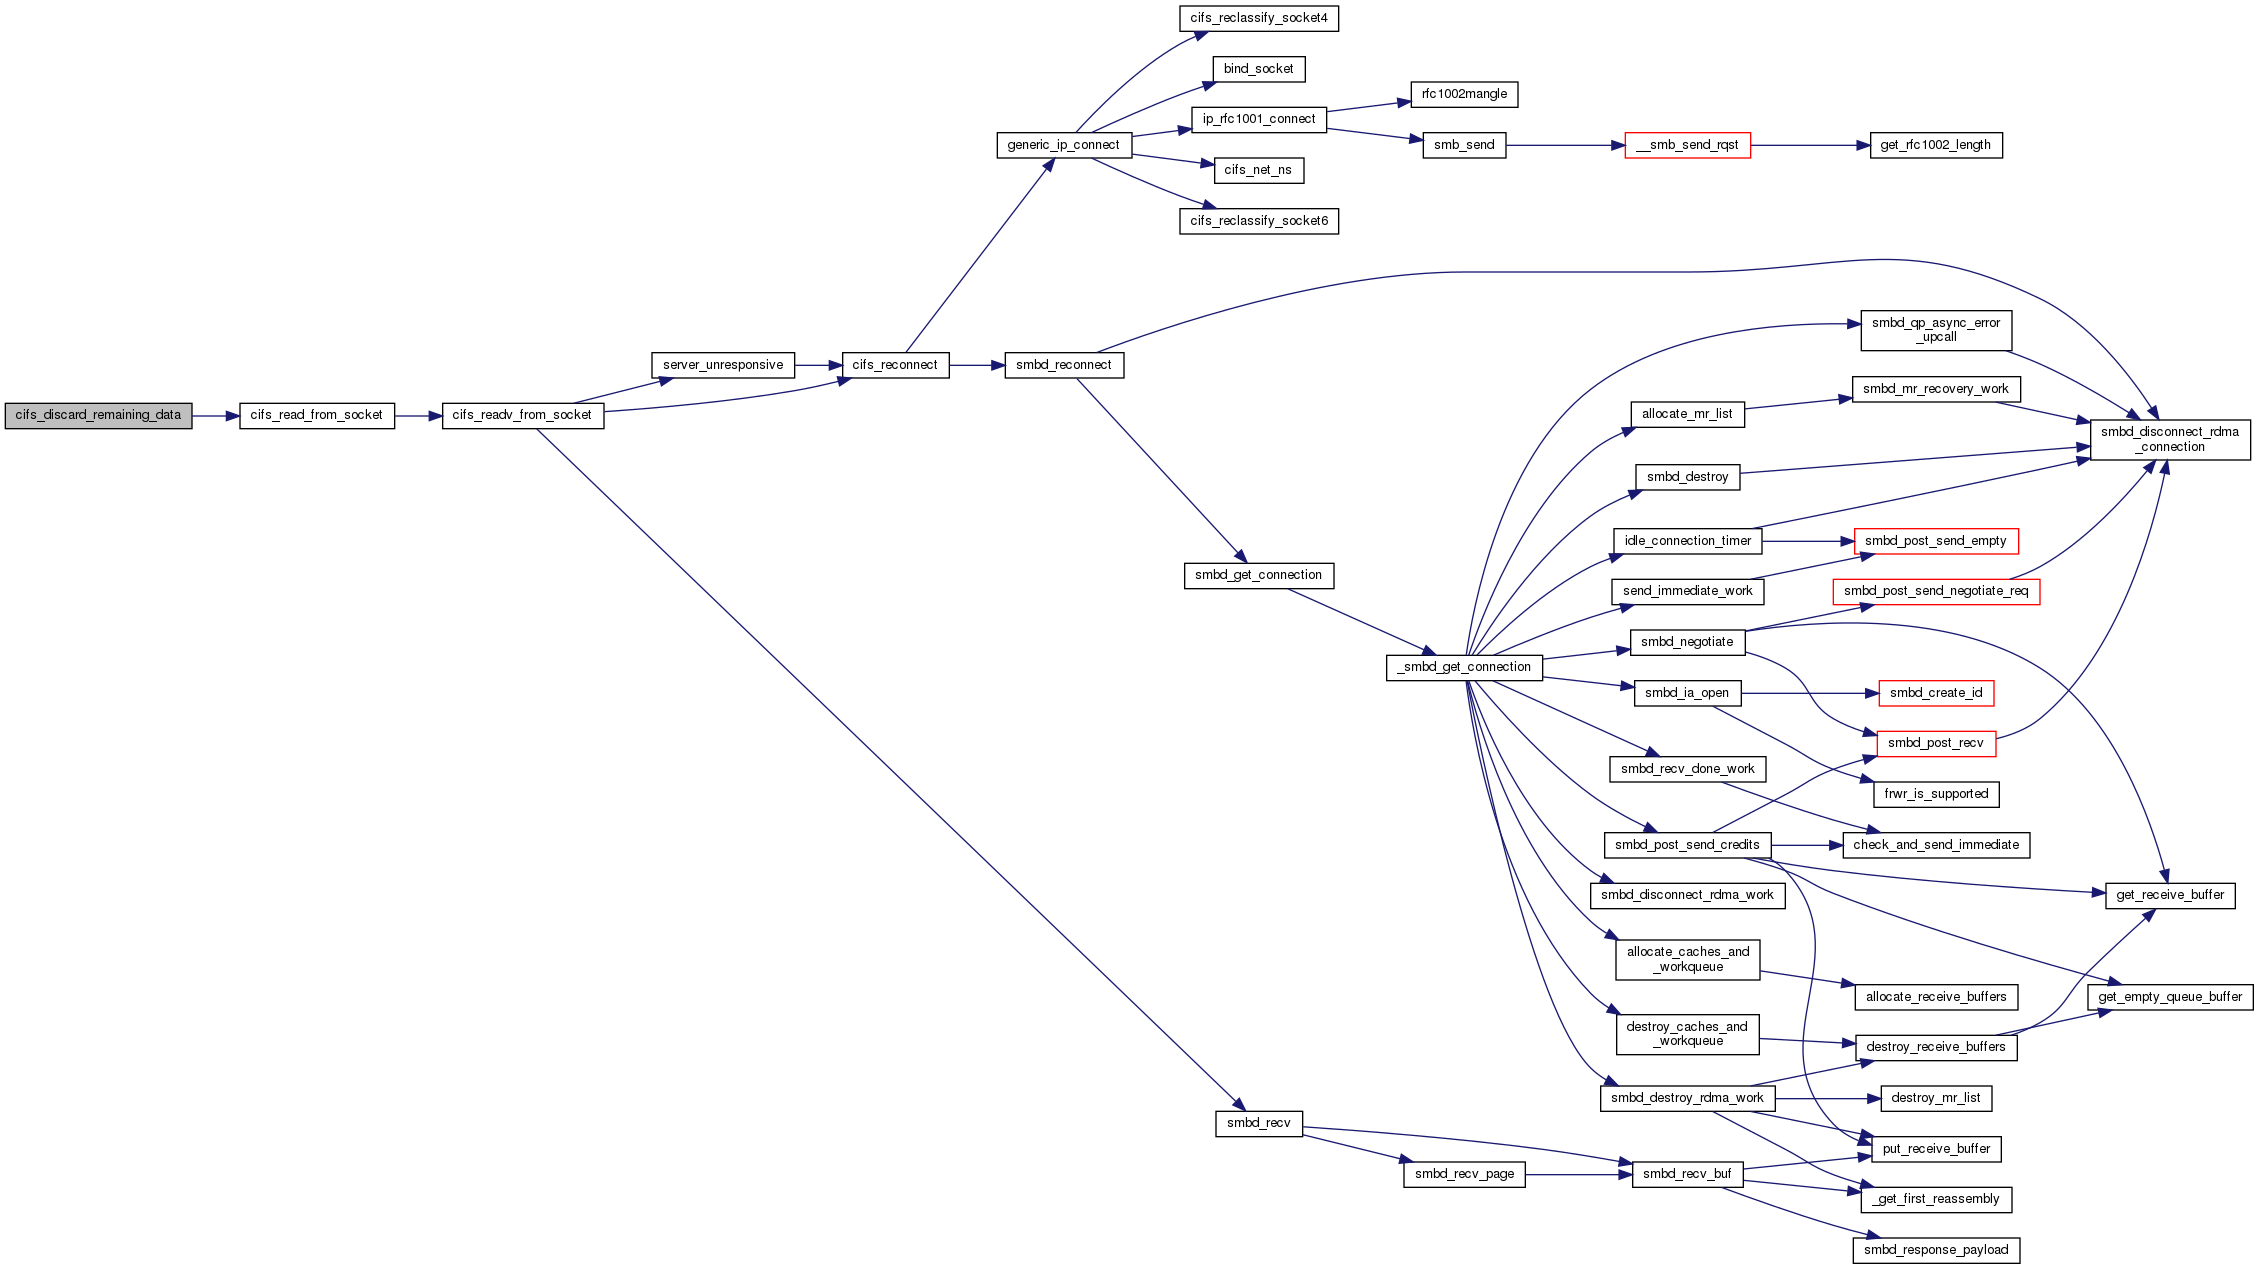 cifs_reclassify_socket4
bind_socket
rfc1002mangle
ip_rfc1001_connect
generic_ip_connect
smb_send
__smb_send_rqst
get_rfc1002_length
cifs_net_ns
cifs_reclassify_socket6
smbd_qp_async_error
_upcall
server_unresponsive
cifs_reconnect
smbd_reconnect
smbd_mr_recovery_work
cifs_discard_remaining_data
cifs_read_from_socket
cifs_readv_from_socket
allocate_mr_list
smbd_disconnect_rdma
_connection
smbd_destroy
idle_connection_timer
smbd_post_send_empty
smbd_get_connection
send_immediate_work
smbd_post_send_negotiate_req
smbd_negotiate
_smbd_get_connection
smbd_ia_open
smbd_create_id
smbd_post_recv
smbd_recv_done_work
frwr_is_supported
smbd_post_send_credits
check_and_send_immediate
smbd_disconnect_rdma_work
get_receive_buffer
allocate_caches_and
_workqueue
allocate_receive_buffers
get_empty_queue_buffer
destroy_caches_and
_workqueue
destroy_receive_buffers
smbd_destroy_rdma_work
destroy_mr_list
smbd_recv
put_receive_buffer
smbd_recv_page
smbd_recv_buf
_get_first_reassembly
smbd_response_payload